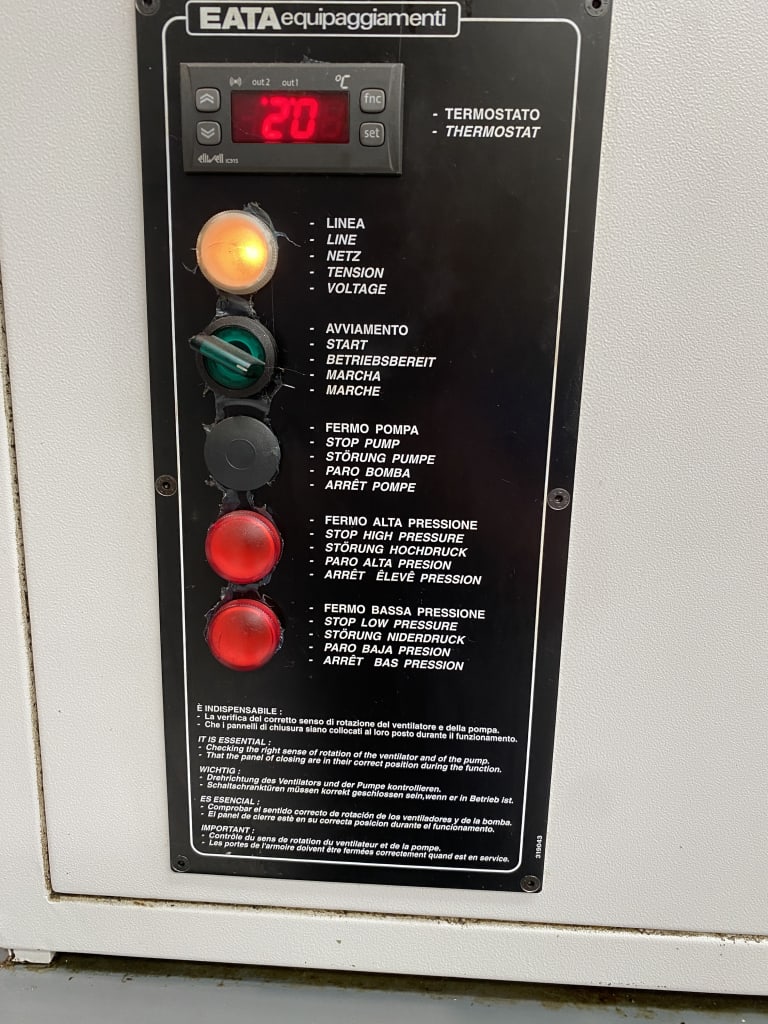 EATA equipaggiamenti
out2 out1 °C
fnc
20
set
eliwell IC915
- TERMOSTATO
- THERMOSTAT
- LINEA
- LINE
- NETZ
- TENSION
- VOLTAGE
- AVVIAMENTO
- START
- BETRIEBSBEREIT
- MARCHA
- MARCHE
- FERMO POMPA
- STOP PUMP
- STÖRUNG PUMPE
- PARO BOMBA
- ARRÊT POMPE
- FERMO ALTA PRESSIONE
- STOP HIGH PRESSURE
- STÖRUNG HOCHDRUCK
- PARO ALTA PRESION
- ARRÊT ÊLEVÊ PRESSION
- FERMO BASSA PRESSIONE
- STOP LOW PRESSURE
- STÖRUNG NIDERDRUCK
- PARO BAJA PRESION
- ARRÊT BAS PRESSION
È INDISPENSABILE :
- La verifica del corretto senso di rotazione del ventilatore e della pompa.
- Che i pannelli di chiusura siano collocati al loro posto durante il funzionamento.
IT IS ESSENTIAL :
- Checking the right sense of rotation of the ventilator and of the pump.
- That the panel of closing are in their correct position during the function.
WICHTIG :
- Drehrichtung des Ventilators und der Pumpe kontrollieren.
- Schaltschranktüren müssen korrekt geschlossen sein,wenn er in Betrieb ist.
ES ESENCIAL :
- Comprobar el sentido correcto de rotación de los ventiladores y de la bomba.
- El panel de cierre estè en su correcta posicion durante el funcionamento.
IMPORTANT :
- Contrôle du sens de rotation du ventilateur et de la pompe.
- Les portes de l'armoire doivent être fermées correctement quand est en service.
319043